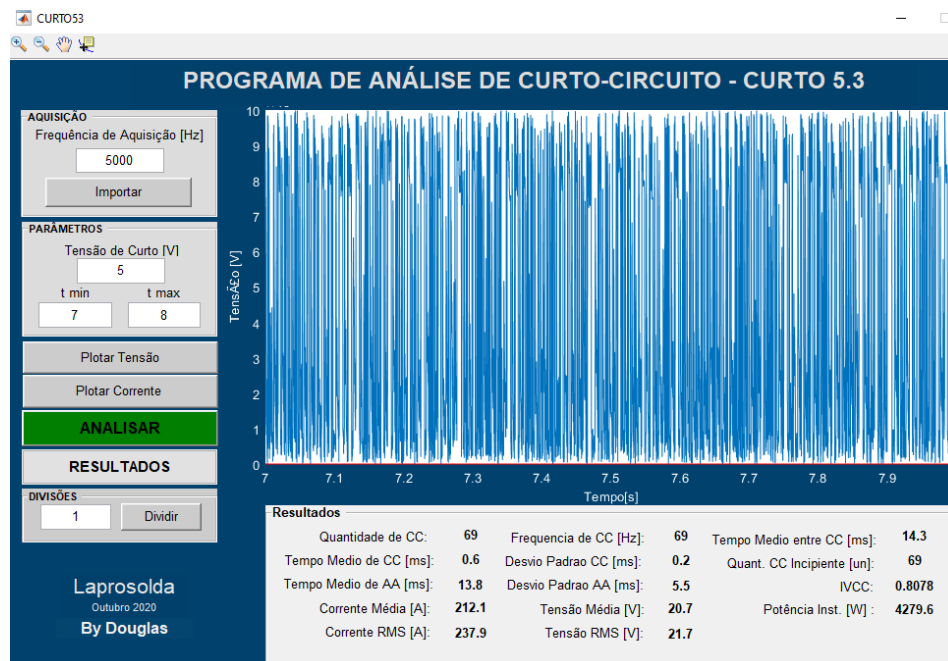 CURTO53
PROGRAMA DE ANÁLISE DE CURTO-CIRCUITO - CURTO 5.3
AQUISIÇÃO
Frequência de Aquisição [Hz]
5000
Importar
PARÂMETROS
Tensão de Curto [V]
5
t min t max
7 8
Plotar Tensão
Plotar Corrente
ANALISAR
RESULTADOS
DIVISÕES
1 Dividir
Laprosolda
Outubro 2020
By Douglas
10
9
8
7
6
5
4
3
2
1
0
TensÃ£o [V]
7 7.1 7.2 7.3 7.4 7.5 7.6 7.7 7.8 7.9
Tempo[s]
Resultados
Quantidade de CC: 69 Frequencia de CC [Hz]: 69 Tempo Medio entre CC [ms]: 14.3
Tempo Medio de CC [ms]: 0.6 Desvio Padrao CC [ms]: 0.2 Quant. CC Incipiente [un]: 69
Tempo Medio de AA [ms]: 13.8 Desvio Padrao AA [ms]: 5.5 IVCC: 0.8078
Corrente Média [A]: 212.1 Tensão Média [V]: 20.7 Potência Inst. [W] : 4279.6
Corrente RMS [A]: 237.9 Tensão RMS [V]: 21.7